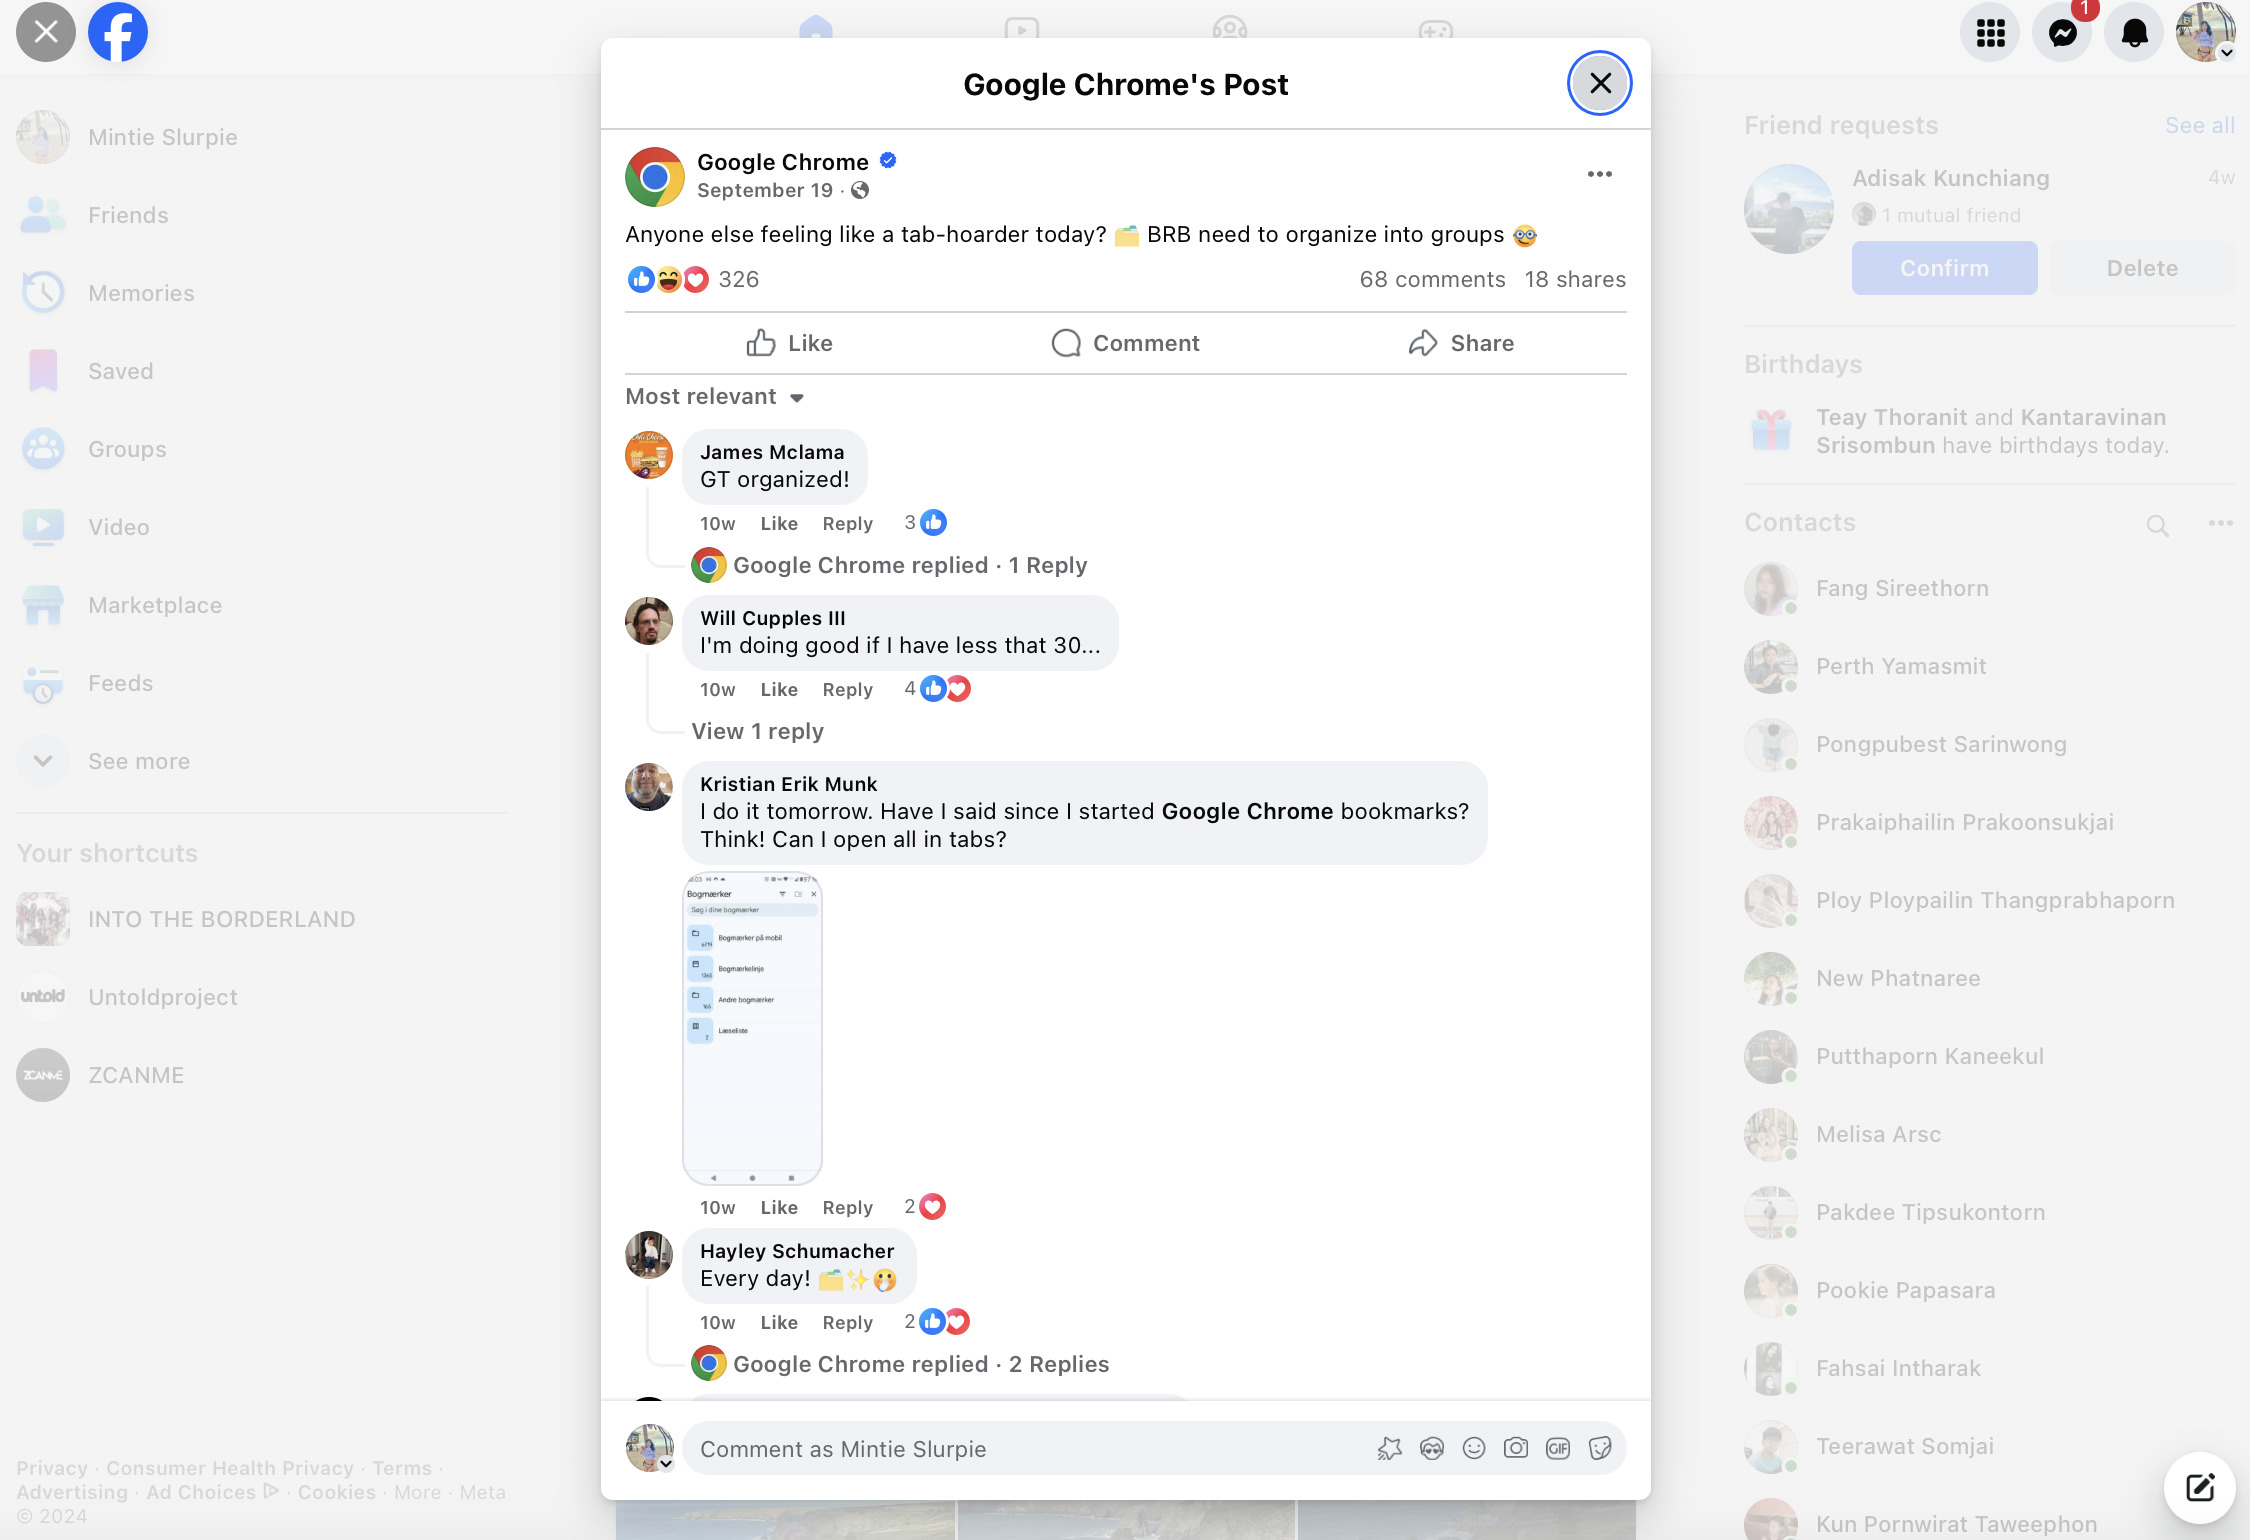 1
Mintie Slurpie
Friends
Memories
Saved
Groups
Video
Marketplace
Feeds
See more
Your shortcuts
INTO THE BORDERLAND
untold
Untoldproject
ZCANME
ZCANME
Privacy · Consumer Health Privacy · Terms ·
Advertising · Ad Choices · Cookies · More · Meta
© 2024
Google Chrome's Post
Google Chrome
September 19 ·
Anyone else feeling like a tab-hoarder today? 🗂️ BRB need to organize into groups 🤓
326
68 comments 18 shares
Like
Comment
Share
Most relevant
James Mclama
GT organized!
10w Like Reply 3
Google Chrome replied · 1 Reply
Will Cupples III
I'm doing good if I have less that 30...
10w Like Reply 4
View 1 reply
Kristian Erik Munk
I do it tomorrow. Have I said since I started Google Chrome bookmarks?
Think! Can I open all in tabs?
Bogmærker
Søg i dine bogmærker
Bogmærker på mobil
6719
Bogmærkelinje
1365
Andre bogmærker
165
Læseliste
2
10w Like Reply 2
Hayley Schumacher
Every day! 🗂️✨🫢
10w Like Reply 2
Google Chrome replied · 2 Replies
Comment as Mintie Slurpie
GIF
Friend requests
See all
Adisak Kunchiang
4w
1 mutual friend
Confirm
Delete
Birthdays
Teay Thoranit and Kantaravinan
Srisombun have birthdays today.
Contacts
Fang Sireethorn
Perth Yamasmit
Pongpubest Sarinwong
Prakaiphailin Prakoonsukjai
Ploy Ploypailin Thangprabhaporn
New Phatnaree
Putthaporn Kaneekul
Melisa Arsc
Pakdee Tipsukontorn
Pookie Papasara
Fahsai Intharak
Teerawat Somjai
Kun Pornwirat Taweephon